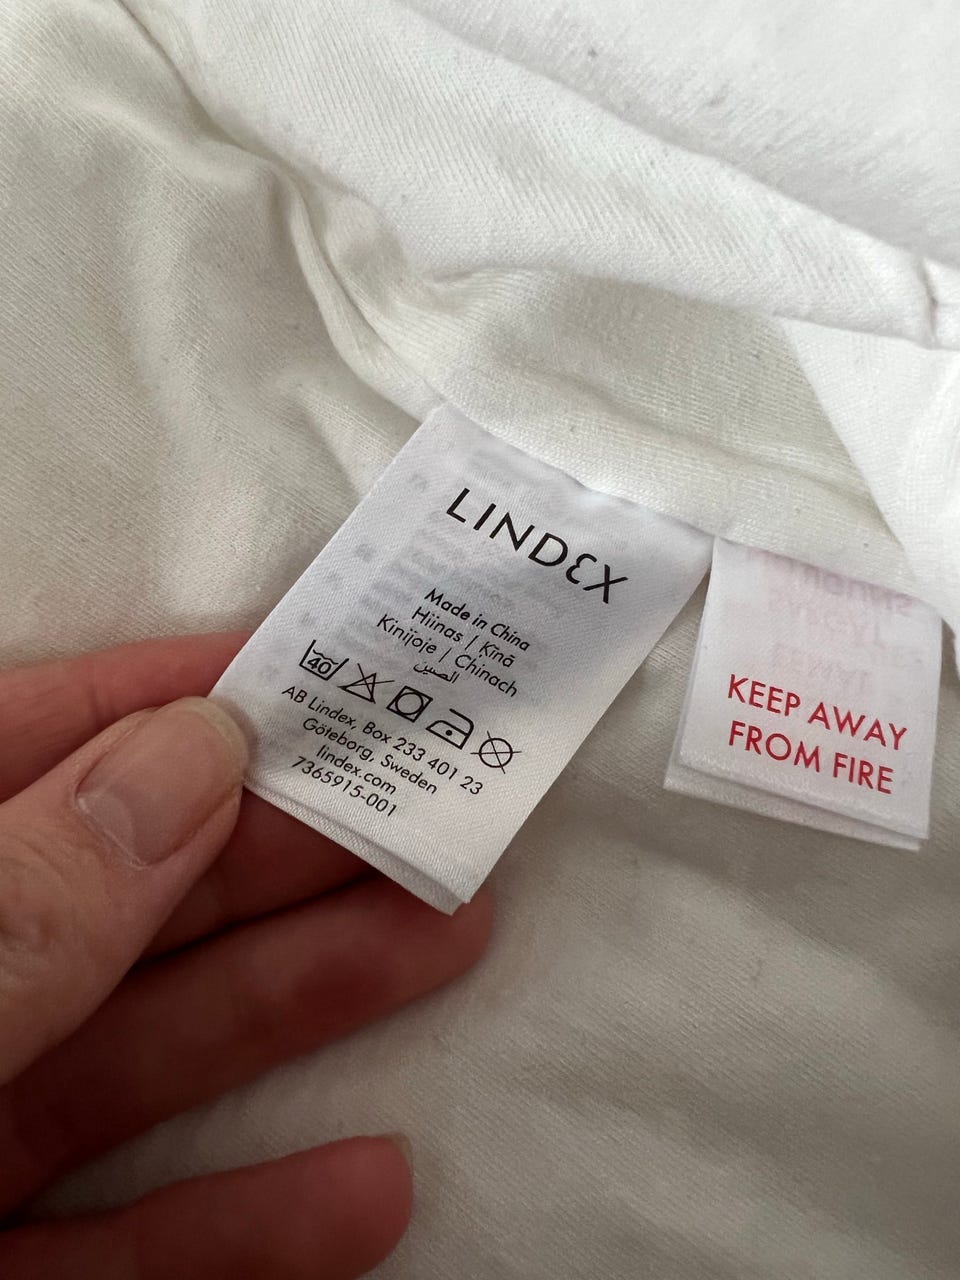 LINDEX
Made in China
Hiinas | Ķīnā
Kinijoje | Chinach
الصين
40
AB Lindex, Box 233 401 23
Göteborg, Sweden
lindex.com
7365915-001
KEEP AWAY
FROM FIRE